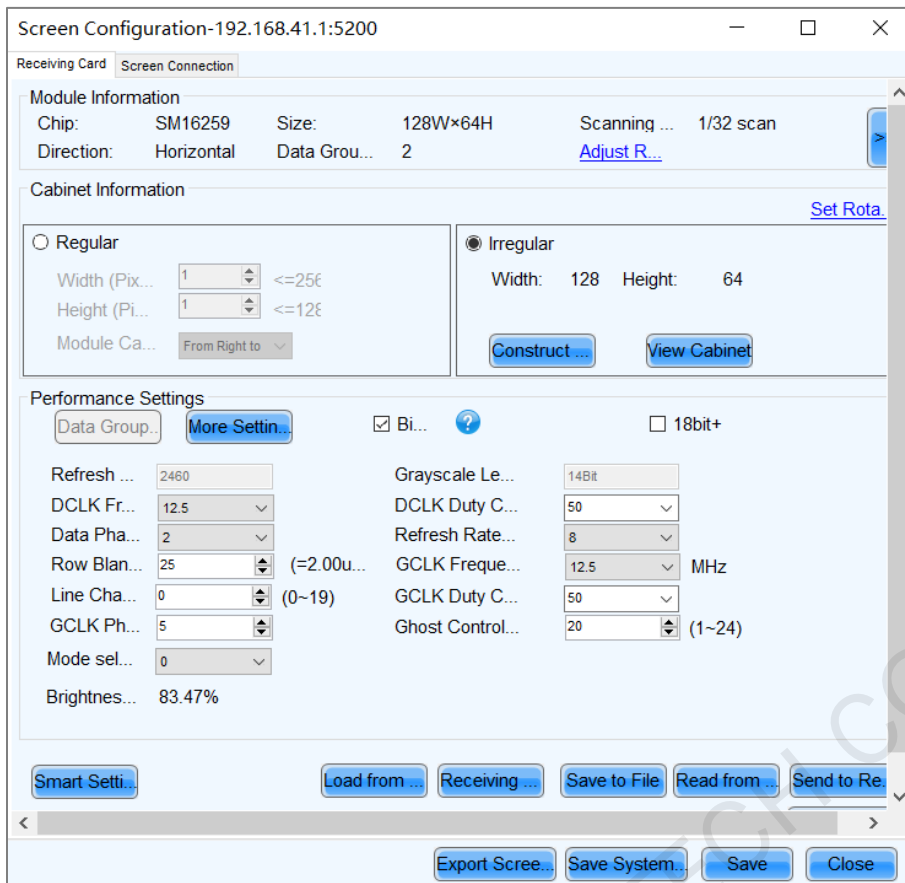 Screen Configuration-192.168.41.1:5200
Receiving Card Screen Connection
Module Information
Chip: SM16259 Size: 128W×64H Scanning ... 1/32 scan
Direction: Horizontal Data Grou... 2 Adjust R... >
Cabinet Information
Set Rota.
Regular
Width (Pix... 1 <=256
Height (Pi... 1 <=128
Module Ca... From Right to
Irregular
Width: 128 Height: 64
Construct ... View Cabinet
Performance Settings
Data Group.. More Settin... Bi... ? 18bit+
Refresh ... 2460 Grayscale Le... 14Bit
DCLK Fr... 12.5 DCLK Duty C... 50
Data Pha... 2 Refresh Rate... 8
Row Blan... 25 (=2.00u... GCLK Freque... 12.5 MHz
Line Cha... 0 (0~19) GCLK Duty C... 50
GCLK Ph... 5 Ghost Control... 20 (1~24)
Mode sel... 0
Brightnes... 83.47%
Smart Setti... Load from ... Receiving ... Save to File Read from ... Send to Re.
Export Scree... Save System... Save Close
TECH CO